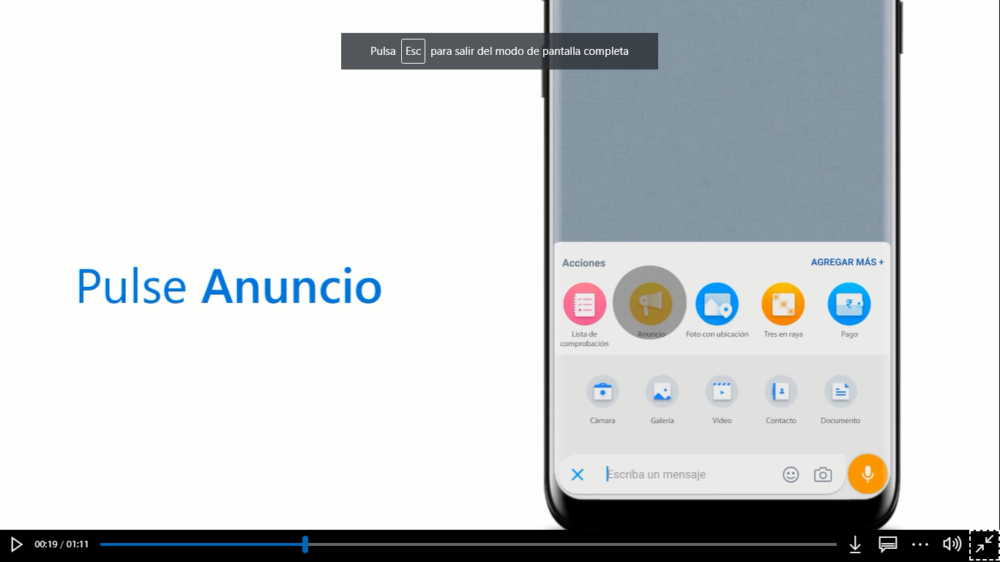 Pulsa Esc para salir del modo de pantalla completa
Pulse Anuncio
Acciones
AGREGAR MÁS +
Lista de comprobación
Anuncio
Foto con ubicación
Tres en raya
Pago
Cámara
Galería
Vídeo
Contacto
Documento
Escriba un mensaje
00:19 / 01:11